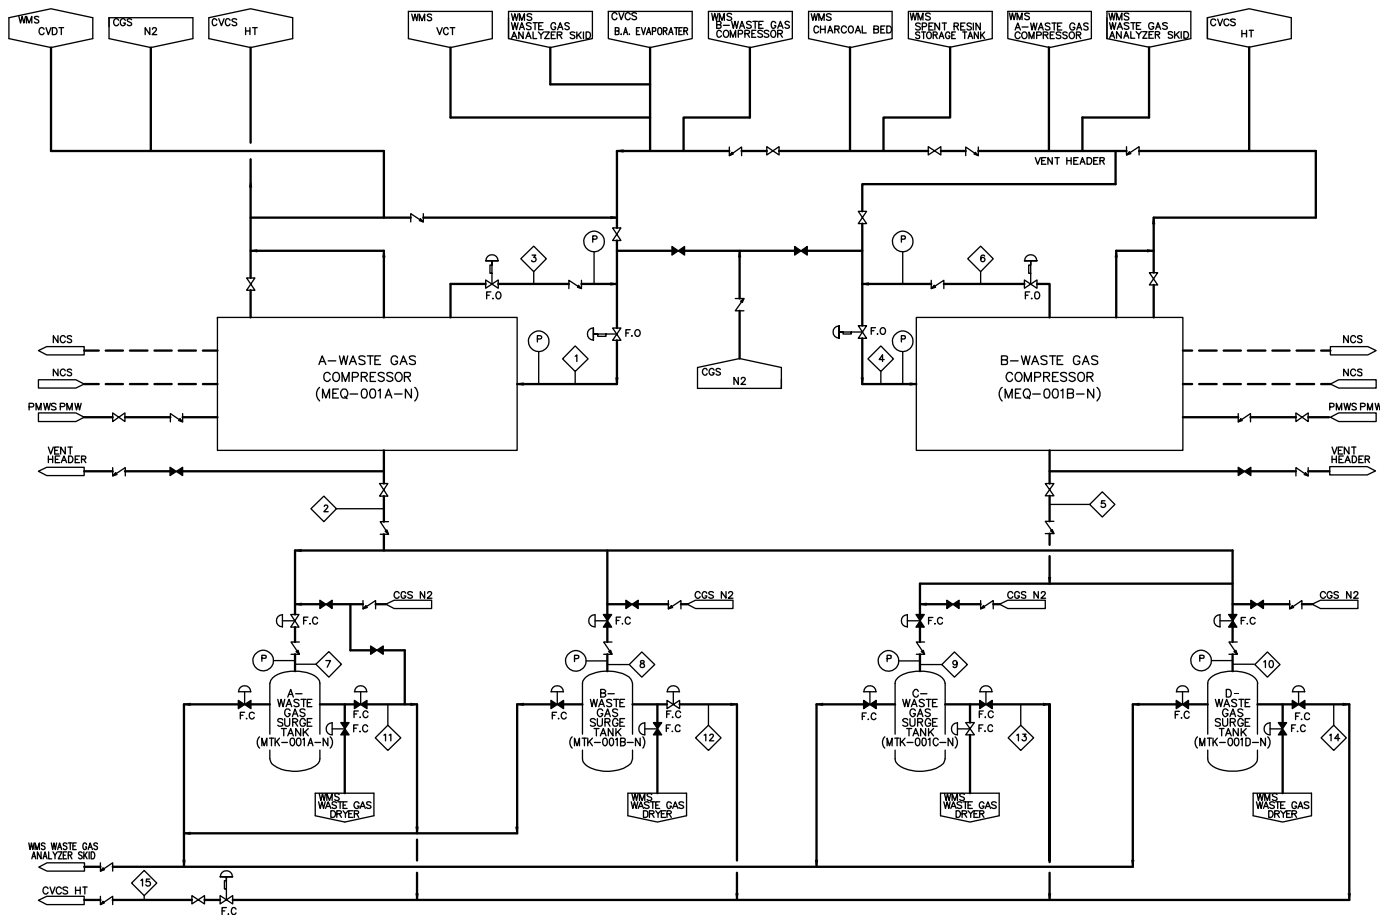 WMS
CVDT
CGS
N2
CVCS
HT
WMS
VCT
WMS
WASTE GAS
ANALYZER SKID
CVCS
B.A. EVAPORATER
WMS
B-WASTE GAS
COMPRESSOR
WMS
CHARCOAL BED
WMS
SPENT RESIN
STORAGE TANK
WMS
A-WASTE GAS
COMPRESSOR
WMS
WASTE GAS
ANALYZER SKID
CVCS
HT
VENT HEADER
P
3
F.O
P
6
F.O
F.O
F.O
P
1
4
P
A-WASTE GAS
COMPRESSOR
(MEQ-001A-N)
CGS
N2
B-WASTE GAS
COMPRESSOR
(MEQ-001B-N)
NCS
NCS
PMWS PMW
VENT
HEADER
NCS
NCS
PMWS PMW
VENT
HEADER
2
5
CGS N2
F.C
CGS N2
F.C
CGS N2
F.C
CGS N2
F.C
P
7
P
8
P
9
P
10
F.C
A-
WASTE
GAS
SURGE
TANK
(MTK-001A-N)
F.C
F.C
11
F.C
B-
WASTE
GAS
SURGE
TANK
(MTK-001B-N)
F.C
F.C
12
F.C
C-
WASTE
GAS
SURGE
TANK
(MTK-001C-N)
F.C
F.C
13
F.C
D-
WASTE
GAS
SURGE
TANK
(MTK-001D-N)
F.C
F.C
14
WMS
WASTE GAS
DRYER
WMS
WASTE GAS
DRYER
WMS
WASTE GAS
DRYER
WMS
WASTE GAS
DRYER
WMS WASTE GAS
ANALYZER SKID
CVCS HT
15
F.C